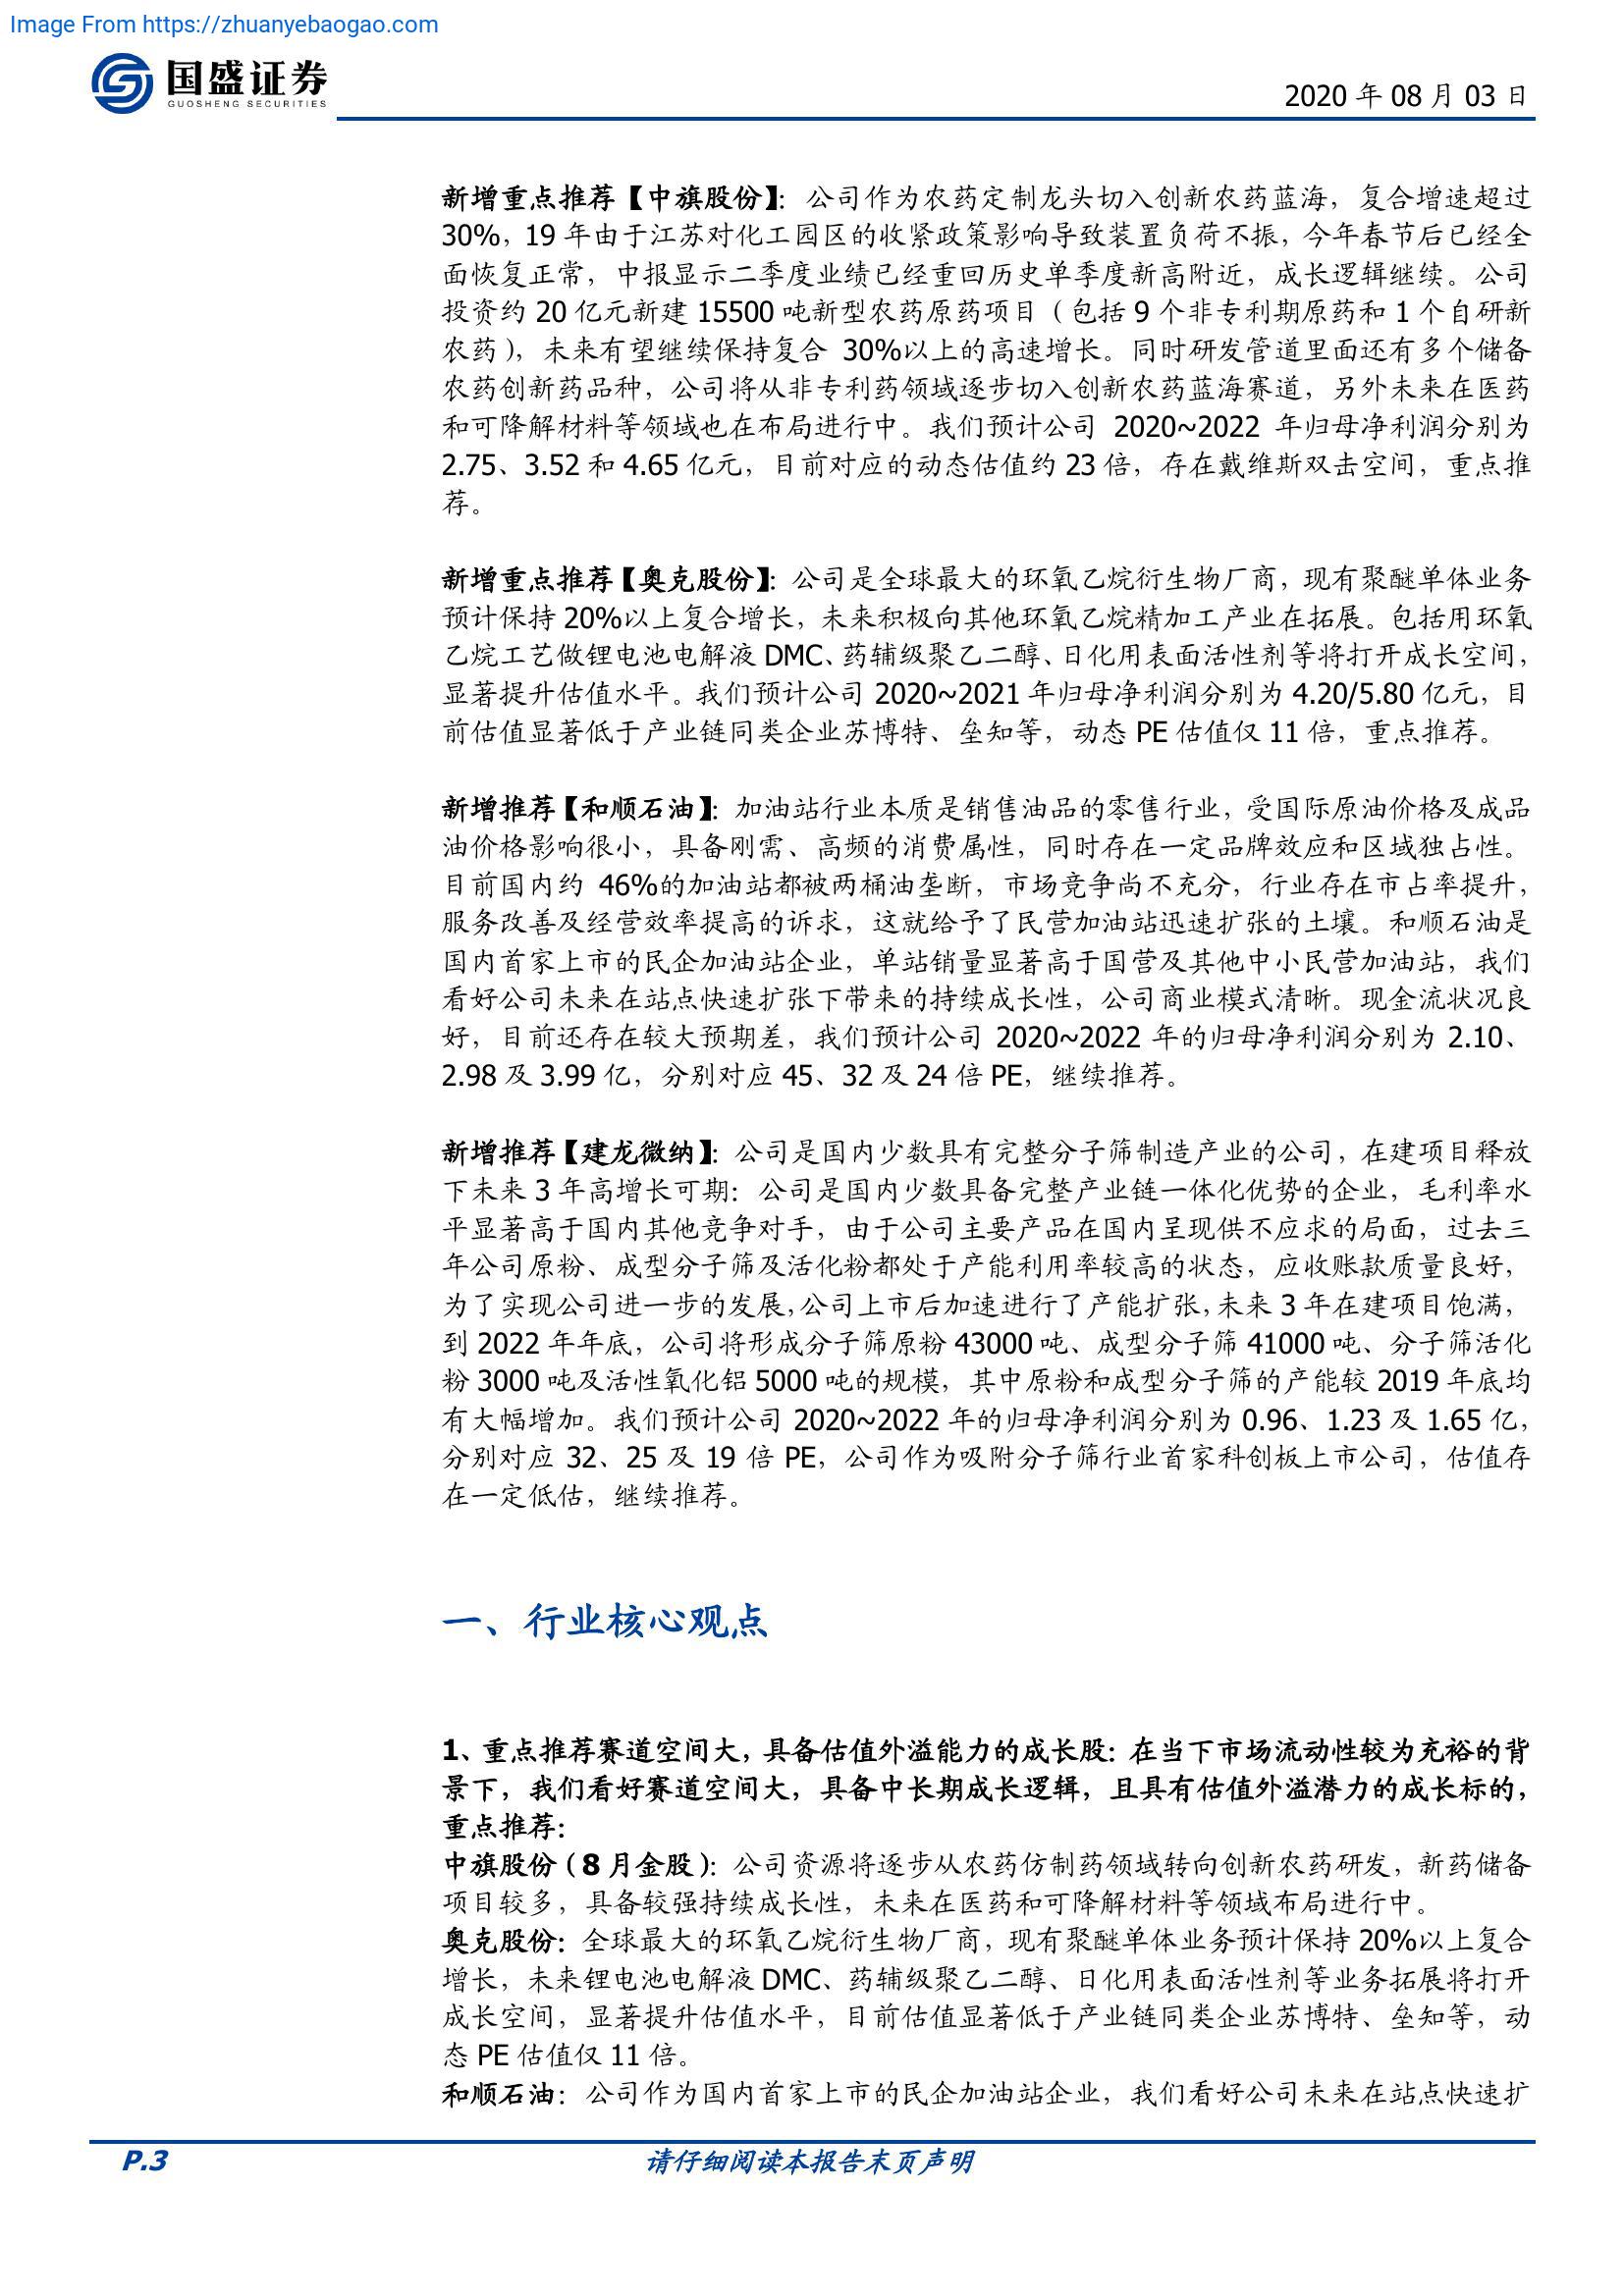 Image From https://zhuanyebaogao.com
国盛证券
GUOSHENG SECURITIES
2020 年 08 月 03 日
新增重点推荐【中旗股份】：公司作为农药定制龙头切入创新农药蓝海，复合增速超过
30%，19 年由于江苏对化工园区的收紧政策影响导致装置负荷不振，今年春节后已经全
面恢复正常，中报显示二季度业绩已经重回历史单季度新高附近，成长逻辑继续。公司
投资约 20 亿元新建 15500 吨新型农药原药项目（包括 9 个非专利期原药和 1 个自研新
农药），未来有望继续保持复合 30%以上的高速增长。同时研发管道里面还有多个储备
农药创新药品种，公司将从非专利药领域逐步切入创新农药蓝海赛道，另外未来在医药
和可降解材料等领域也在布局进行中。我们预计公司 2020~2022 年归母净利润分别为
2.75、3.52 和 4.65 亿元，目前对应的动态估值约 23 倍，存在戴维斯双击空间，重点推
荐。
新增重点推荐【奥克股份】：公司是全球最大的环氧乙烷衍生物厂商，现有聚醚单体业务
预计保持 20%以上复合增长，未来积极向其他环氧乙烷精加工产业在拓展。包括用环氧
乙烷工艺做锂电池电解液 DMC、药辅级聚乙二醇、日化用表面活性剂等将打开成长空间，
显著提升估值水平。我们预计公司 2020~2021 年归母净利润分别为 4.20/5.80 亿元，目
前估值显著低于产业链同类企业苏博特、垒知等，动态 PE 估值仅 11 倍，重点推荐。
新增推荐【和顺石油】：加油站行业本质是销售油品的零售行业，受国际原油价格及成品
油价格影响很小，具备刚需、高频的消费属性，同时存在一定品牌效应和区域独占性。
目前国内约 46%的加油站都被两桶油垄断，市场竞争尚不充分，行业存在市占率提升，
服务改善及经营效率提高的诉求，这就给予了民营加油站迅速扩张的土壤。和顺石油是
国内首家上市的民企加油站企业，单站销量显著高于国营及其他中小民营加油站，我们
看好公司未来在站点快速扩张下带来的持续成长性，公司商业模式清晰。现金流状况良
好，目前还存在较大预期差，我们预计公司 2020~2022 年的归母净利润分别为 2.10、
2.98 及 3.99 亿，分别对应 45、32 及 24 倍 PE，继续推荐。
新增推荐【建龙微纳】：公司是国内少数具有完整分子筛制造产业的公司，在建项目释放
下未来 3 年高增长可期：公司是国内少数具备完整产业链一体化优势的企业，毛利率水
平显著高于国内其他竞争对手，由于公司主要产品在国内呈现供不应求的局面，过去三
年公司原粉、成型分子筛及活化粉都处于产能利用率较高的状态，应收账款质量良好，
为了实现公司进一步的发展，公司上市后加速进行了产能扩张，未来 3 年在建项目饱满，
到 2022 年年底，公司将形成分子筛原粉 43000 吨、成型分子筛 41000 吨、分子筛活化
粉 3000 吨及活性氧化铝 5000 吨的规模，其中原粉和成型分子筛的产能较 2019 年底均
有大幅增加。我们预计公司 2020~2022 年的归母净利润分别为 0.96、1.23 及 1.65 亿，
分别对应 32、25 及 19 倍 PE，公司作为吸附分子筛行业首家科创板上市公司，估值存
在一定低估，继续推荐。
一、行业核心观点
1、重点推荐赛道空间大，具备估值外溢能力的成长股：在当下市场流动性较为充裕的背
景下，我们看好赛道空间大，具备中长期成长逻辑，且具有估值外溢潜力的成长标的，
重点推荐：
中旗股份（8 月金股）：公司资源将逐步从农药仿制药领域转向创新农药研发，新药储备
项目较多，具备较强持续成长性，未来在医药和可降解材料等领域布局进行中。
奥克股份：全球最大的环氧乙烷衍生物厂商，现有聚醚单体业务预计保持 20%以上复合
增长，未来锂电池电解液 DMC、药辅级聚乙二醇、日化用表面活性剂等业务拓展将打开
成长空间，显著提升估值水平，目前估值显著低于产业链同类企业苏博特、垒知等，动
态 PE 估值仅 11 倍。
和顺石油：公司作为国内首家上市的民企加油站企业，我们看好公司未来在站点快速扩
P.3
请仔细阅读本报告末页声明